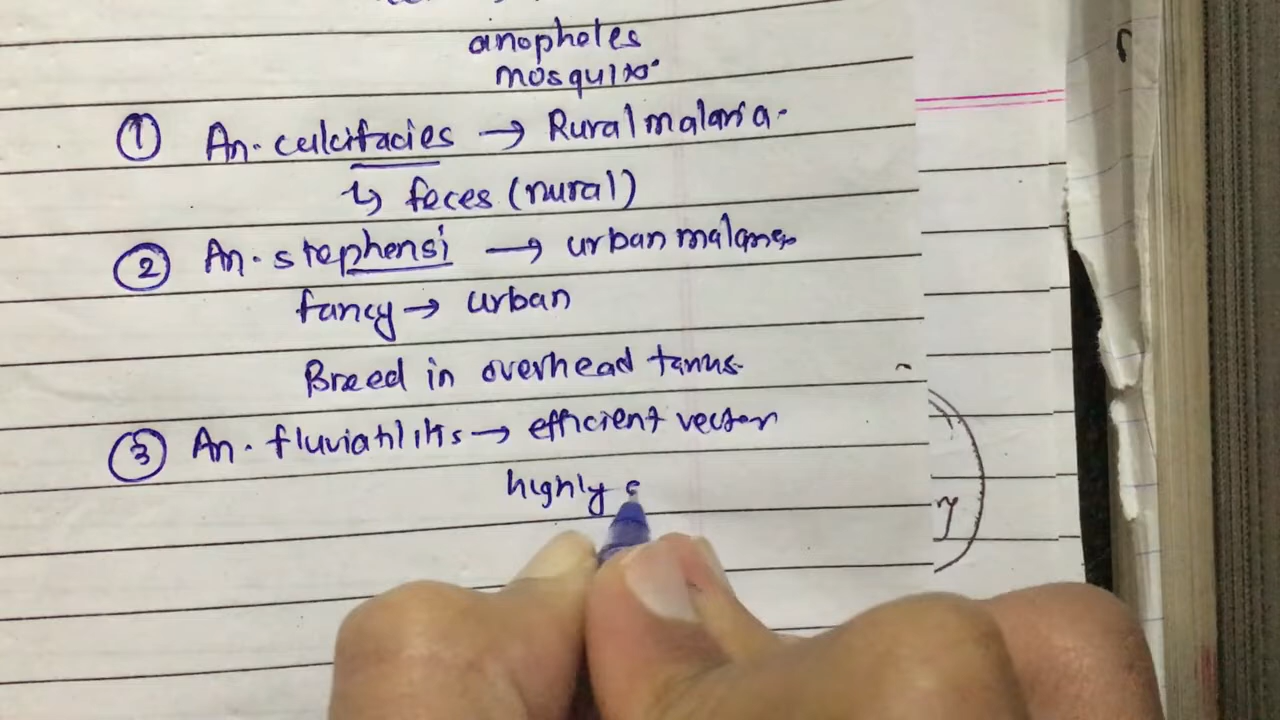 anopheles
mosquito.
① An. culcifacies → Rural malaria.
↳ feces (rural)
② An. stephensi → urban malaria
fancy → urban
Breed in overhead tanks.
③ An. fluviatilits → efficient vector
highly